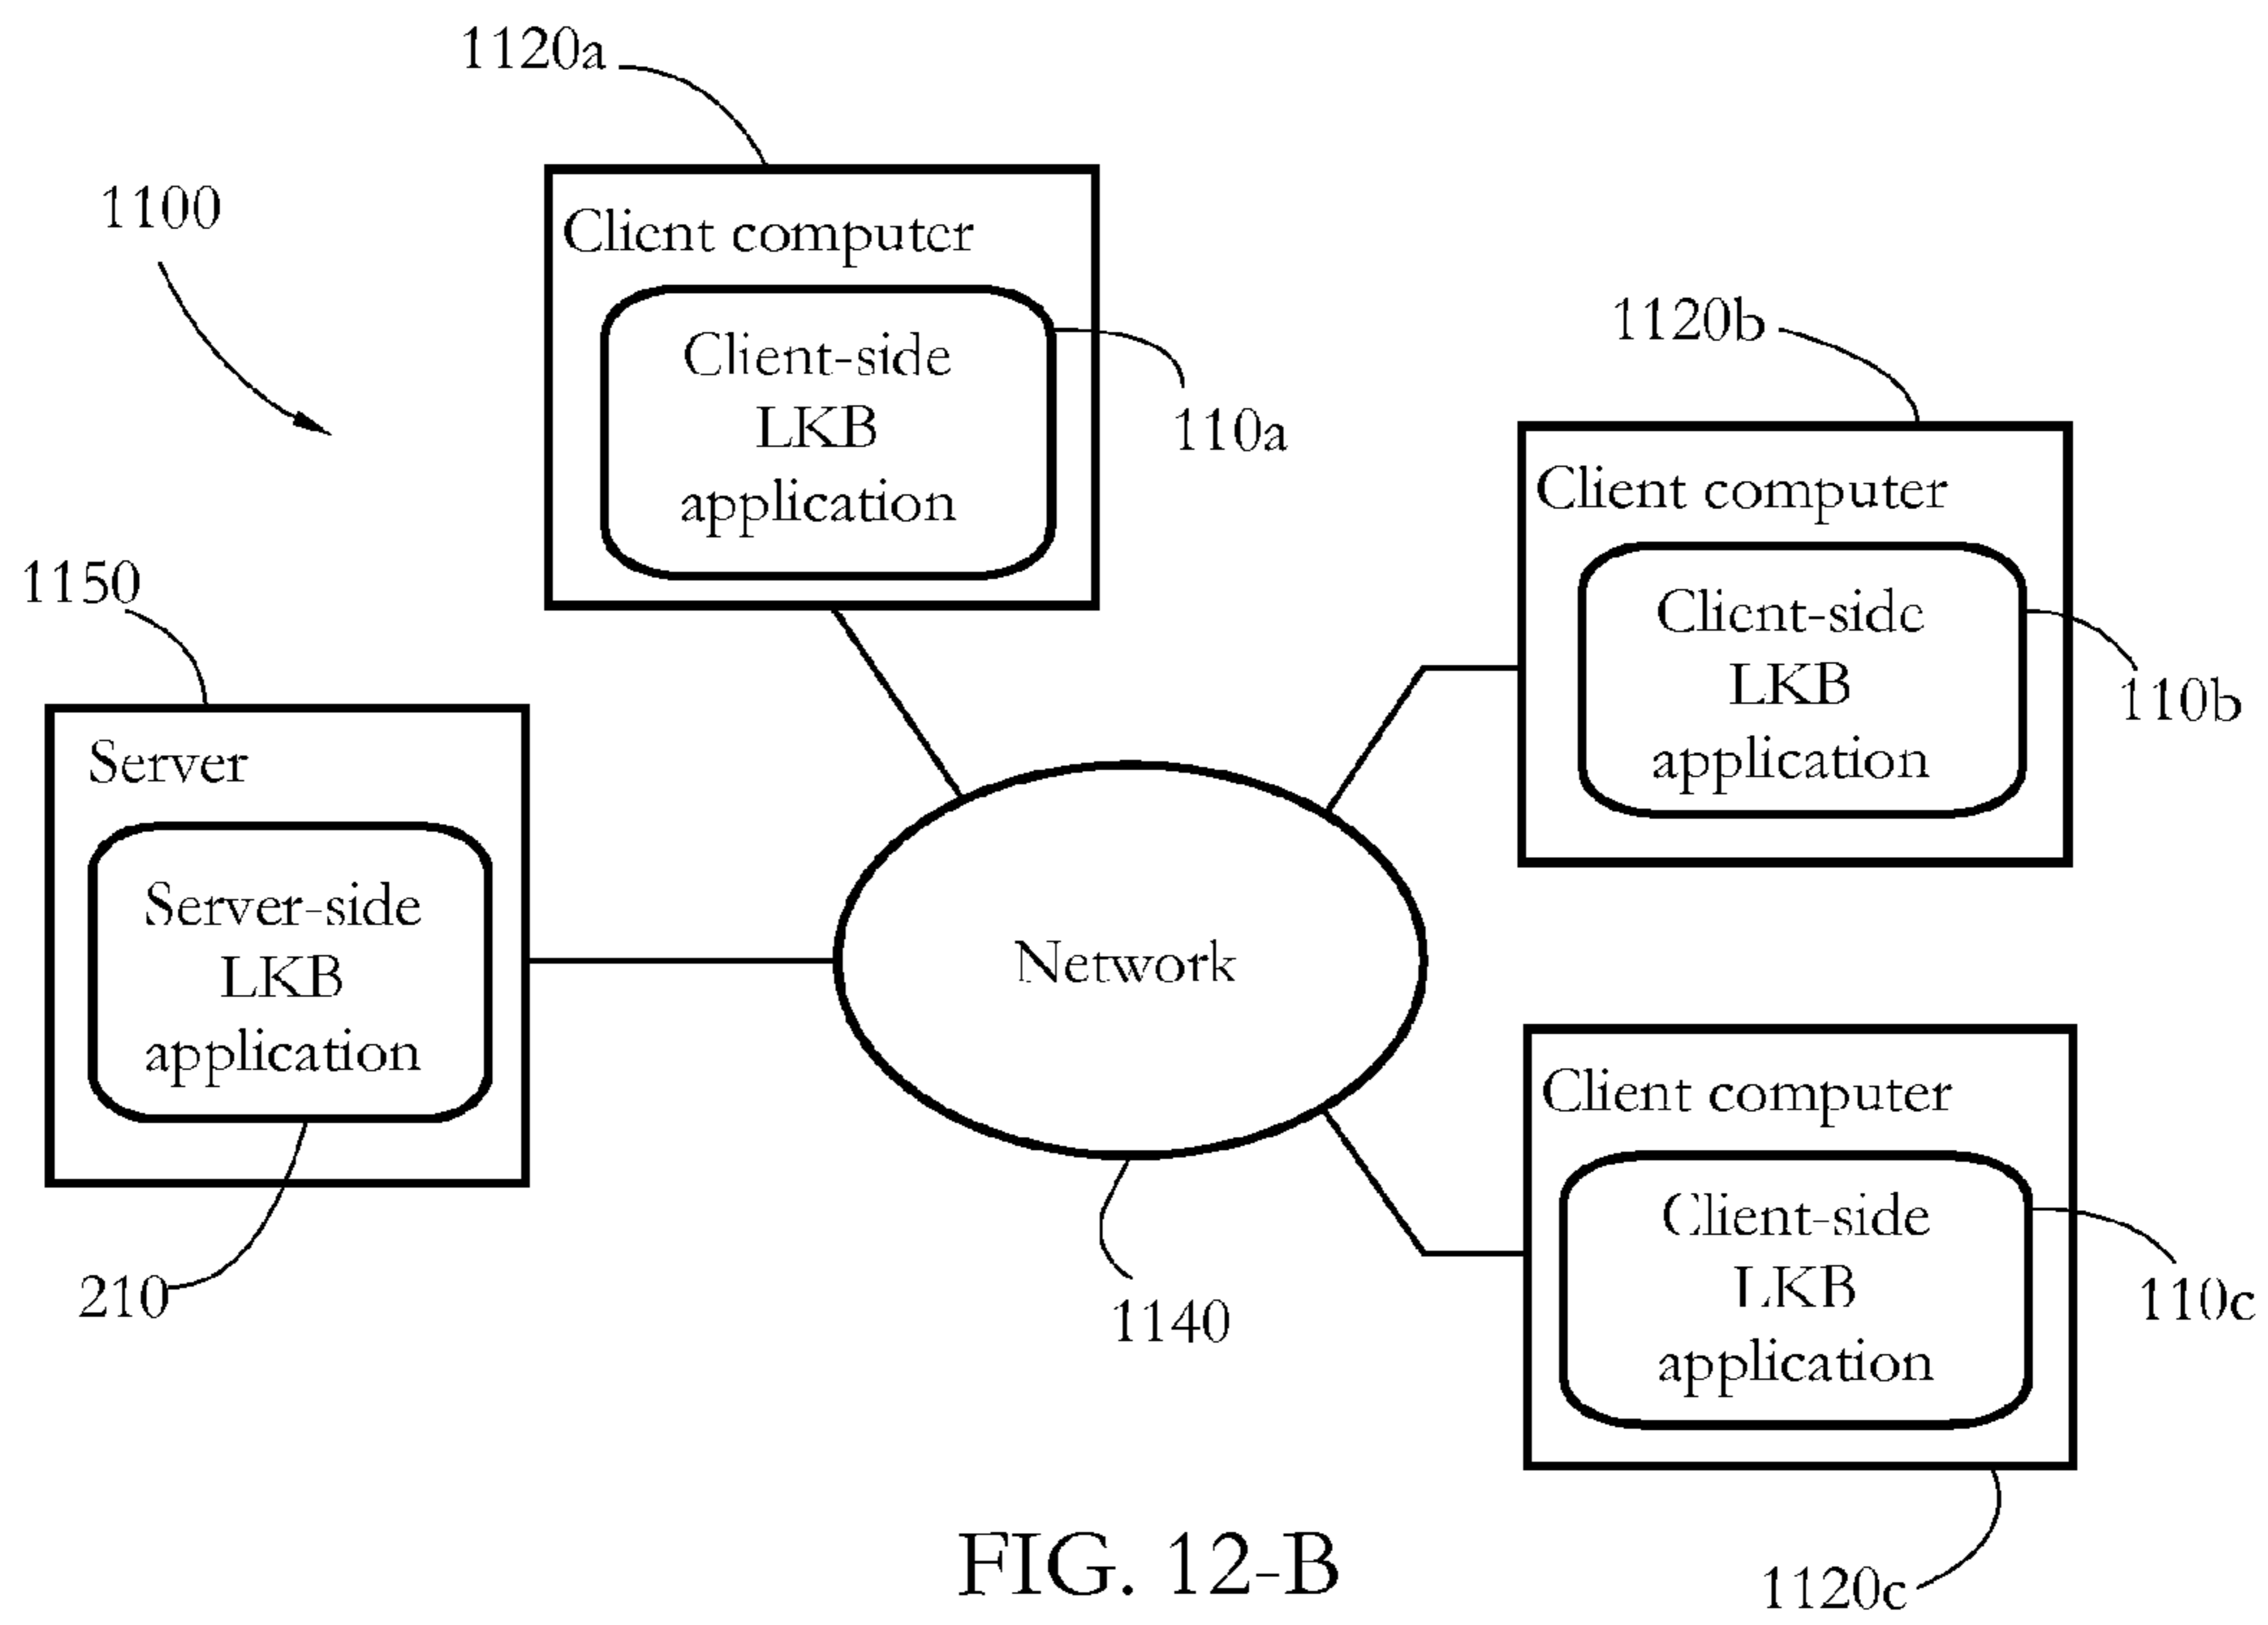 1120a
1100
Client computer
Client-side
LKB
application
110a
1120b
Client computer
Client-side
LKB
application
110b
1150
Server
Server-side
LKB
application
210
Network
1140
Client computer
Client-side
LKB
application
110c
1120c
FIG. 12-B